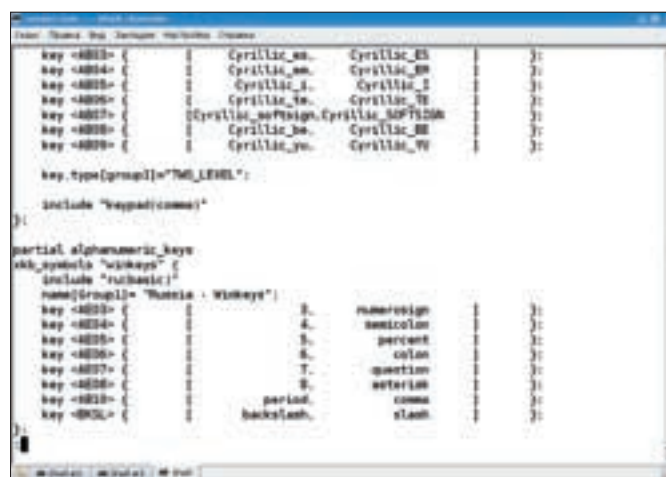 key <AB03> { [ Cyrillic_es, Cyrillic_ES ] };
key <AB04> { [ Cyrillic_em, Cyrillic_EM ] };
key <AB05> { [ Cyrillic_i, Cyrillic_I ] };
key <AB06> { [ Cyrillic_te, Cyrillic_TE ] };
key <AB07> { [Cyrillic_softsign,Cyrillic_SOFTSIGN ] };
key <AB08> { [ Cyrillic_be, Cyrillic_BE ] };
key <AB09> { [ Cyrillic_yu, Cyrillic_YU ] };
key.type[group1]="TWO_LEVEL";
include "keypad(comma)"
};
partial alphanumeric_keys
xkb_symbols "winkeys" {
include "ru(basic)"
name[Group1]= "Russia - Winkeys";
key <AE03> { [ 3, numerosign ] };
key <AE04> { [ 4, semicolon ] };
key <AE05> { [ 5, percent ] };
key <AE06> { [ 6, colon ] };
key <AE07> { [ 7, question ] };
key <AE08> { [ 8, asterisk ] };
key <AB10> { [ period, comma ] };
key <BKSL> { [ backslash, slash ] };
};